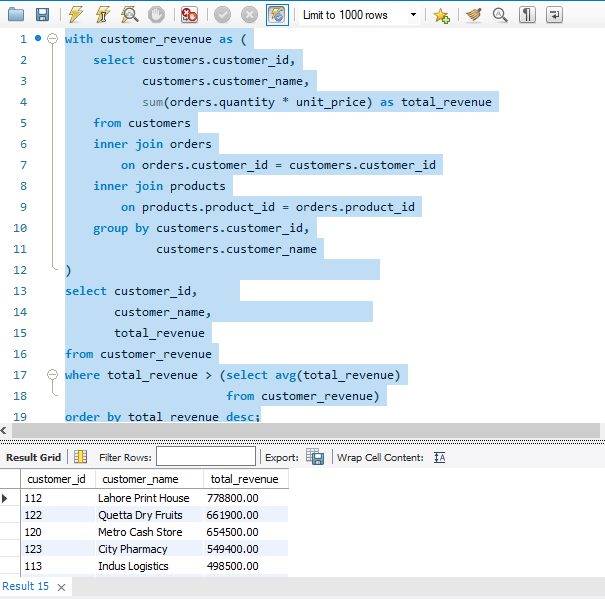 Limit to 1000 rows
1 with customer_revenue as (
2 select customers.customer_id,
3 customers.customer_name,
4 sum(orders.quantity * unit_price) as total_revenue
5 from customers
6 inner join orders
7 on orders.customer_id = customers.customer_id
8 inner join products
9 on products.product_id = orders.product_id
10 group by customers.customer_id,
11 customers.customer_name
12 )
13 select customer_id,
14 customer_name,
15 total_revenue
16 from customer_revenue
17 where total_revenue > (select avg(total_revenue)
18 from customer_revenue)
19 order by total_revenue desc;
Result Grid Filter Rows: Export: Wrap Cell Content:
customer_id customer_name total_revenue
112 Lahore Print House 778800.00
122 Quetta Dry Fruits 661900.00
120 Metro Cash Store 654500.00
123 City Pharmacy 549400.00
113 Indus Logistics 498500.00
Result 15